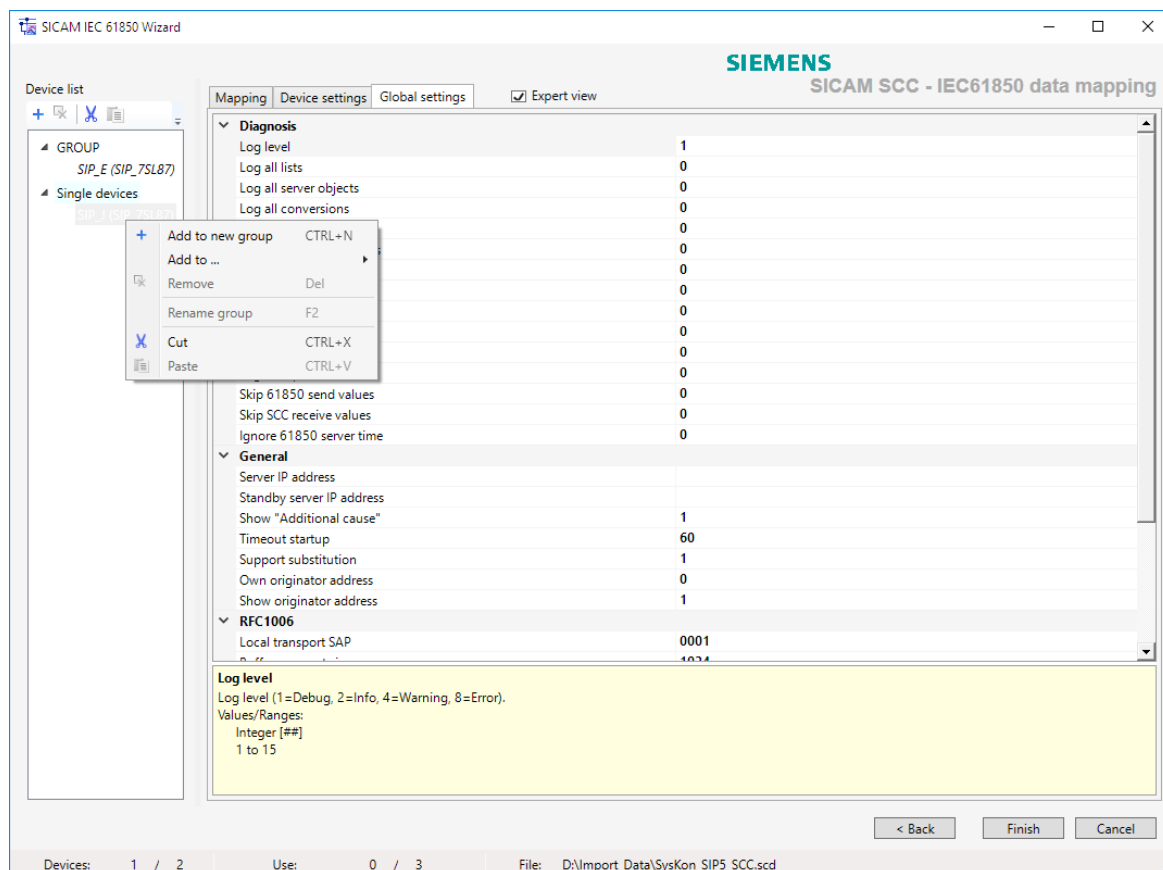 SICAM IEC 61850 Wizard
SIEMENS
SICAM SCC - IEC61850 data mapping
Device list
Mapping Device settings Global settings Expert view
GROUP
SIP_E (SIP_7SL87)
Single devices
SIP_J (SIP_7SL87)
Add to new group CTRL+N
Add to ...
Remove Del
Rename group F2
Cut CTRL+X
Paste CTRL+V
Diagnosis
Log level 1
Log all lists 0
Log all server objects 0
Log all conversions 0
0
0
0
0
0
0
0
0
Skip 61850 send values 0
Skip SCC receive values 0
Ignore 61850 server time 0
General
Server IP address
Standby server IP address
Show "Additional cause" 1
Timeout startup 60
Support substitution 1
Own originator address 0
Show originator address 1
RFC1006
Local transport SAP 0001
1024
Log level
Log level (1=Debug, 2=Info, 4=Warning, 8=Error).
Values/Ranges:
Integer [##]
1 to 15
< Back Finish Cancel
Devices: 1 / 2 Use: 0 / 3 File: D:\Import_Data\SysKon_SIP5_SCC.scd